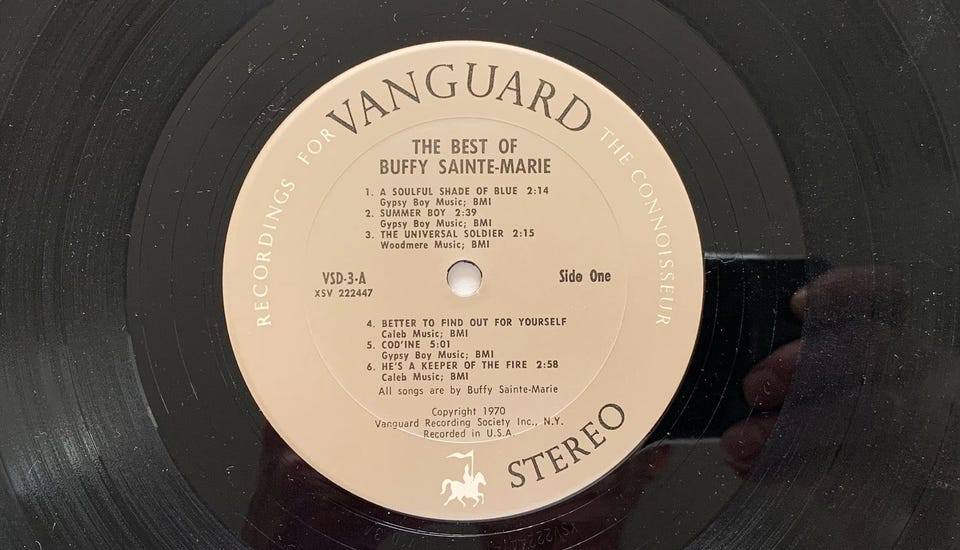 VANGUARD
RECORDINGS FOR THE CONNOISSEUR
THE BEST OF
BUFFY SAINTE-MARIE
1. A SOULFUL SHADE OF BLUE 2:14
Gypsy Boy Music; BMI
2. SUMMER BOY 2:39
Gypsy Boy Music; BMI
3. THE UNIVERSAL SOLDIER 2:15
Woodmere Music; BMI
VSD-3-A
XSV 222447
Side One
4. BETTER TO FIND OUT FOR YOURSELF
Caleb Music; BMI
5. COD'INE 5:01
Gypsy Boy Music; BMI
6. HE'S A KEEPER OF THE FIRE 2:58
Caleb Music; BMI
All songs are by Buffy Sainte-Marie
Copyright 1970
Vanguard Recording Society Inc., N.Y.
Recorded in U.S.A.
STEREO